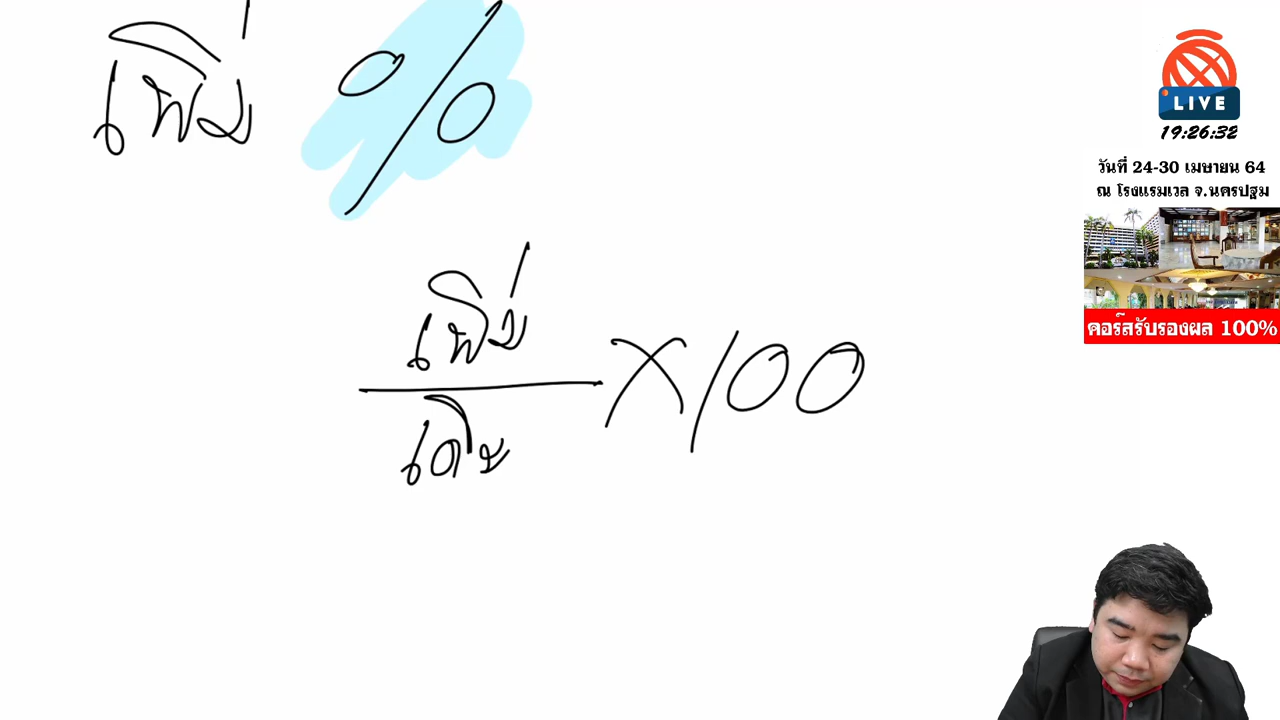 เพิ่ม %
เพิ่ม
เดิม
X100
LIVE
19:26:32
วันที่ 24-30 เมษายน 64
ณ โรงแรมเวล จ.นครปฐม
คอร์สรับรองผล 100%